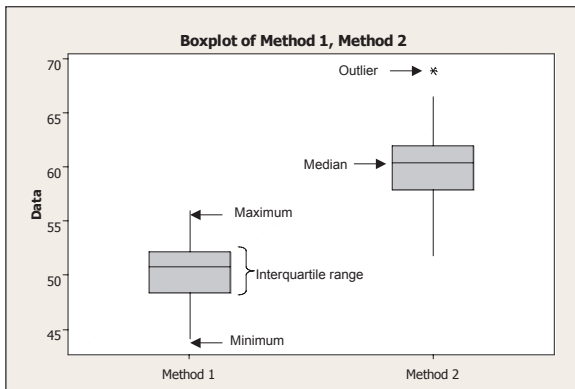 Boxplot of Method 1, Method 2
70
Outlier
65
Median
60
Data
55
Maximum
50
Interquartile range
45
Minimum
Method 1
Method 2